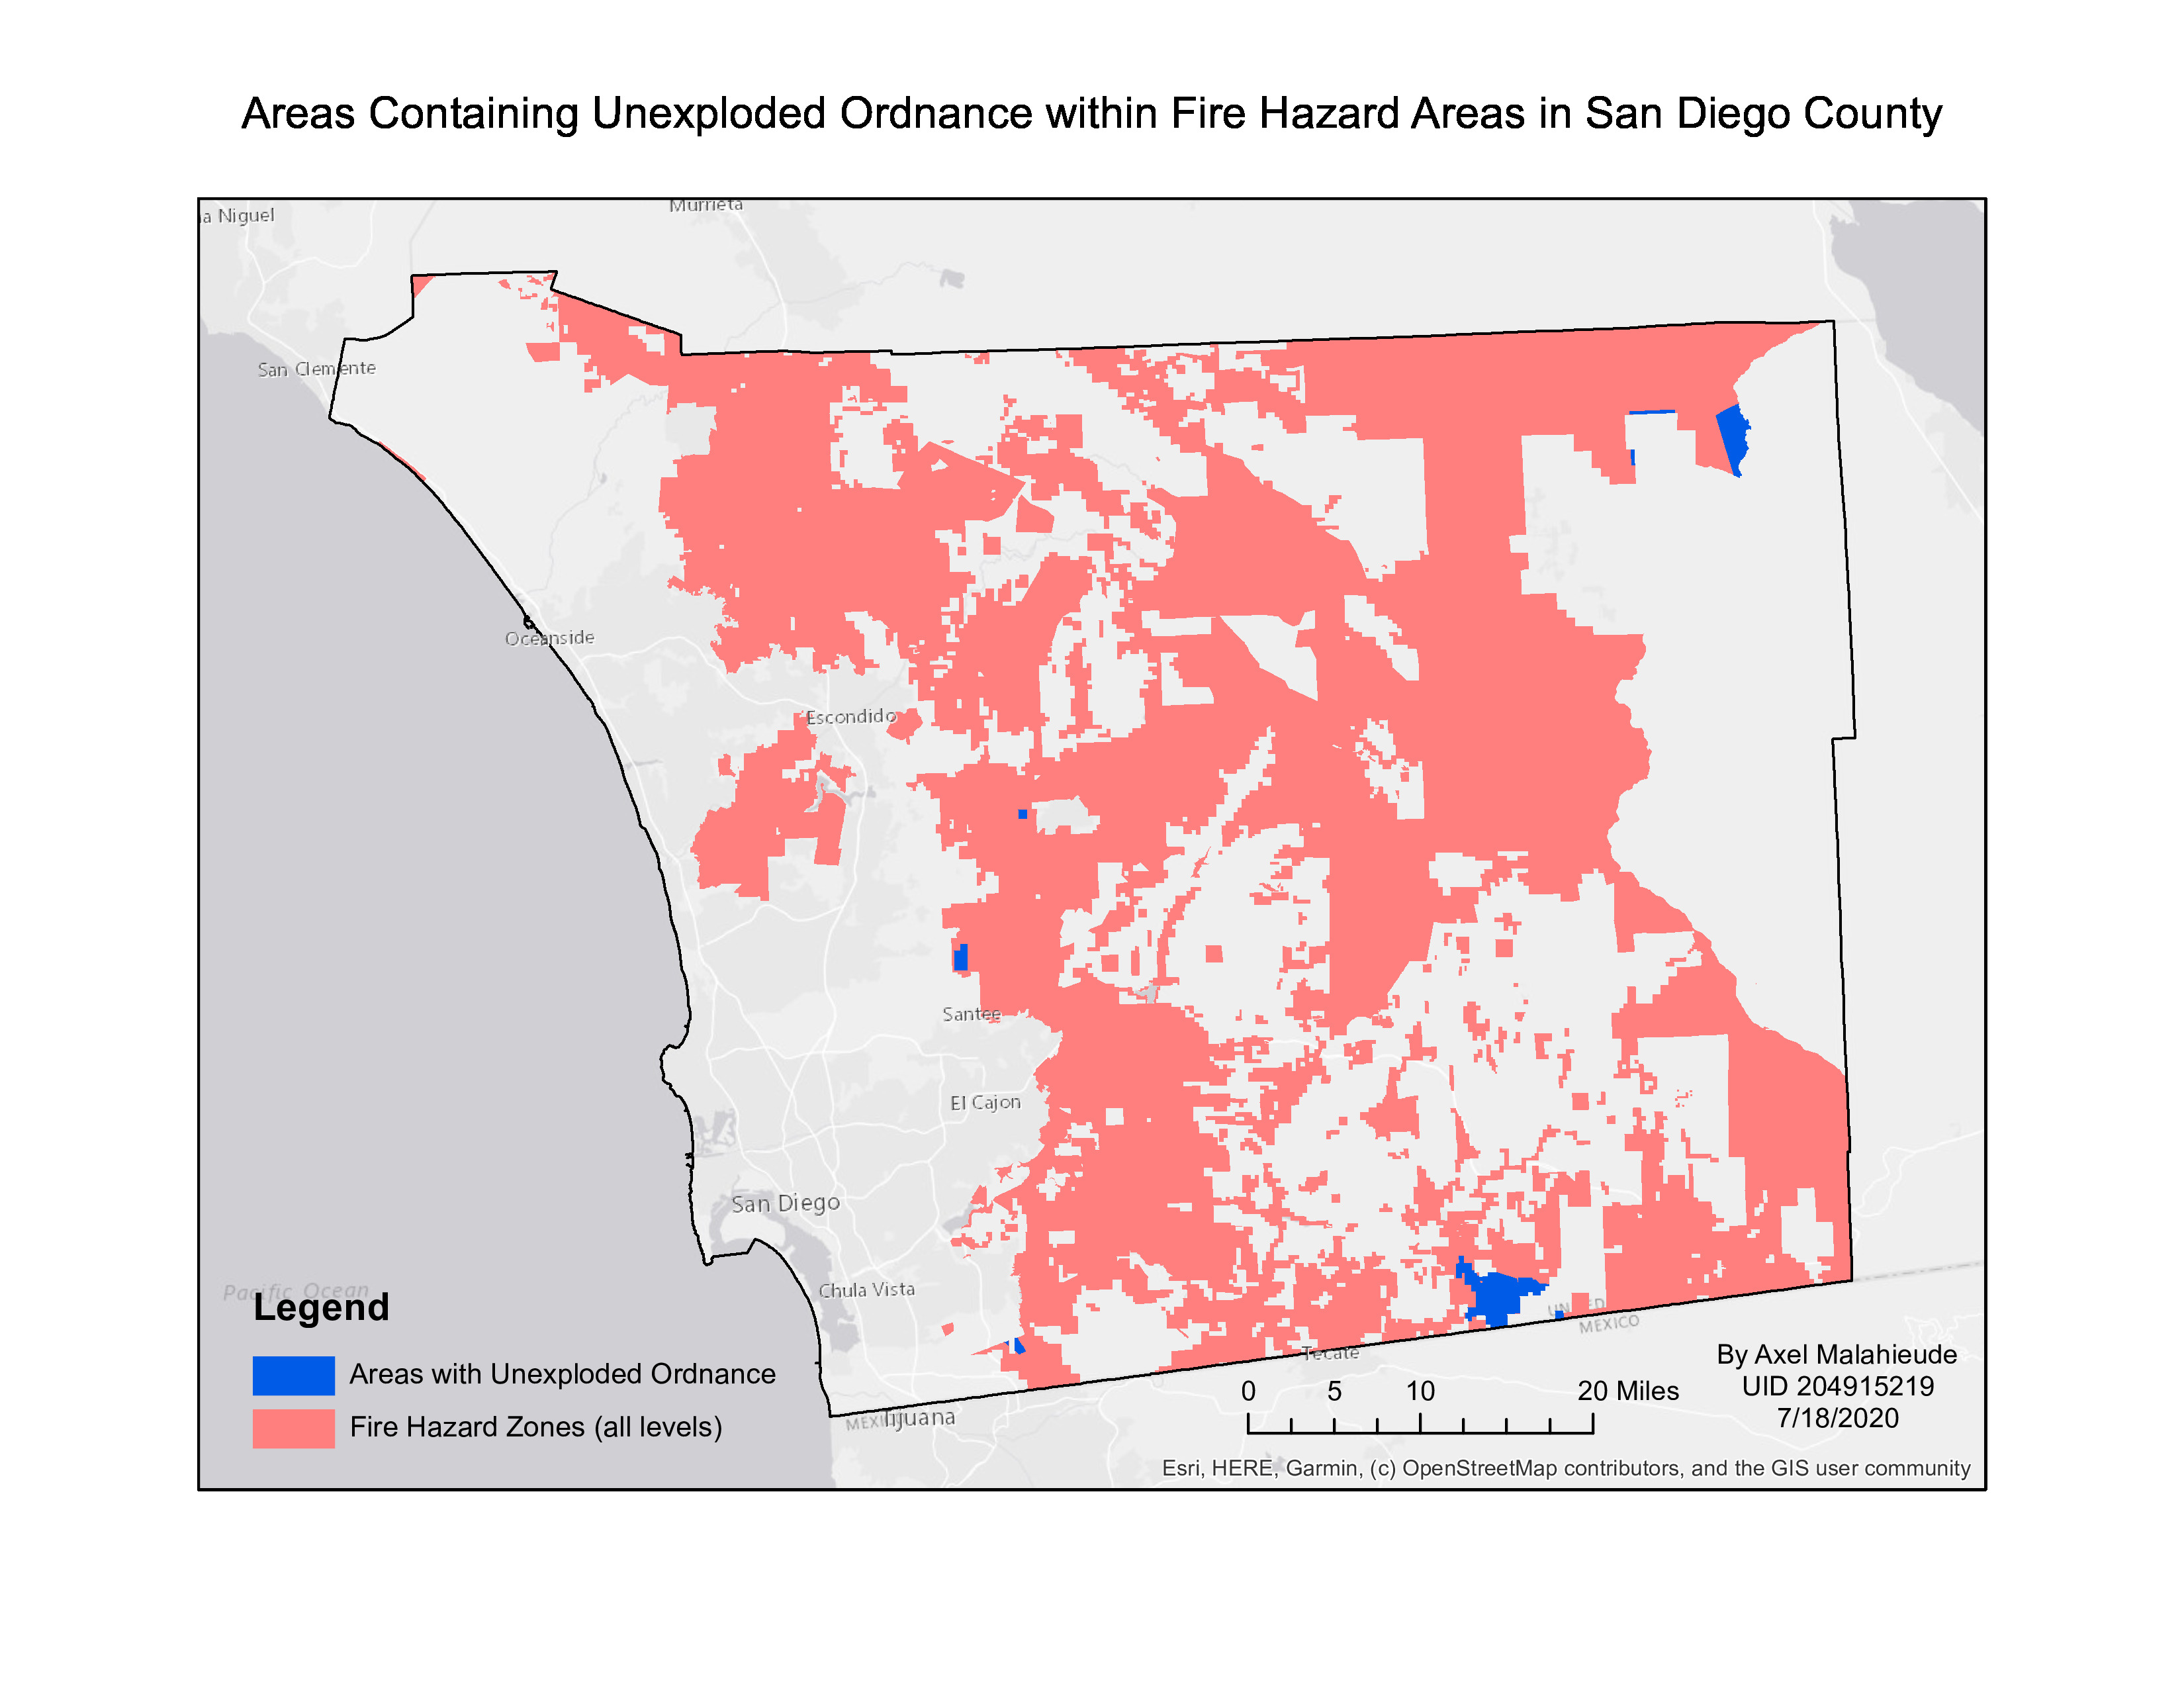 Areas Containing Unexploded Ordnance within Fire Hazard Areas in San Diego County
a Niguel
Murrieta
San Clemente
Oceanside
Escondido
Santee
El Cajon
San Diego
Chula Vista
Pacific Ocean
Legend
Areas with Unexploded Ordnance
Fire Hazard Zones (all levels)
MEXICO
Tecate
Tijuana
0 5 10 20 Miles
By Axel Malahieude
UID 204915219
7/18/2020
Esri, HERE, Garmin, (c) OpenStreetMap contributors, and the GIS user community